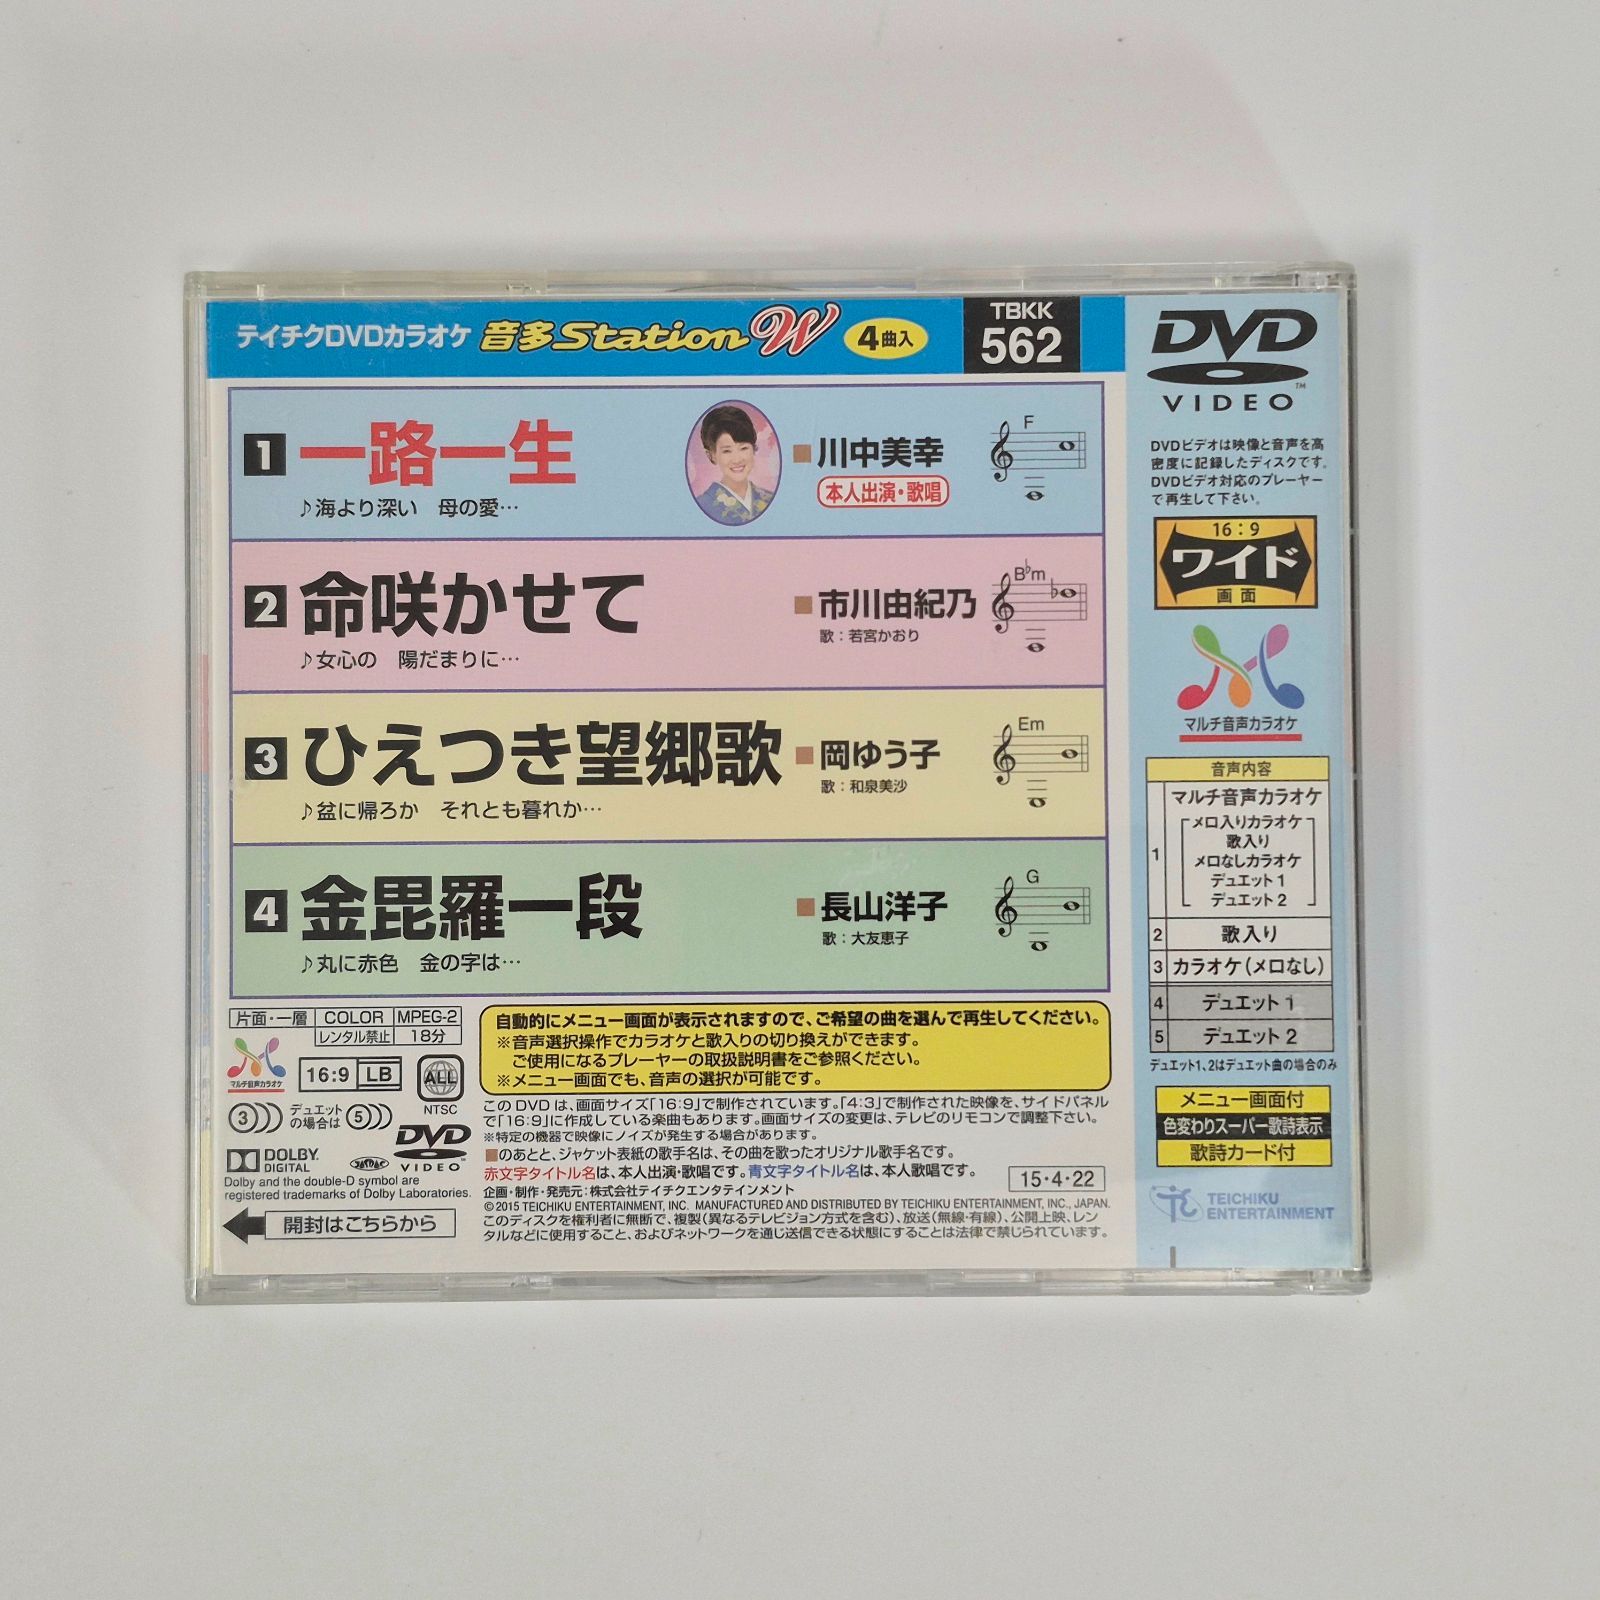 テイチクDVDカラオケ 音多Station W 4曲入
TBKK
562
1 一路一生
♪海より深い 母の愛…
■川中美幸
本人出演・歌唱
F
2 命咲かせて
♪女心の 陽だまりに…
■市川由紀乃
歌：若宮かおり
B♭m
3 ひえつき望郷歌
♪盆に帰ろか それとも暮れか…
■岡ゆう子
歌：和泉美沙
Em
4 金毘羅一段
♪丸に赤色 金の字は…
■長山洋子
歌：大友恵子
G
片面・一層 COLOR MPEG-2
レンタル禁止 18分
マルチ音声カラオケ
16:9 LB
ALL
NTSC
3 デュエットの場合は 5
DVD
VIDEO
DOLBY
DIGITAL
Dolby and the double-D symbol are
registered trademarks of Dolby Laboratories.
開封はこちらから
自動的にメニュー画面が表示されますので、ご希望の曲を選んで再生してください。
※音声選択操作でカラオケと歌入りの切り換えができます。
ご使用になるプレーヤーの取扱説明書をご参照ください。
※メニュー画面でも、音声の選択が可能です。
このDVDは、画面サイズ「16:9」で制作されています。「4:3」で制作された映像を、サイドパネル
で「16:9」に作成している楽曲もあります。画面サイズの変更は、テレビのリモコンで調整下さい。
※特定の機器で映像にノイズが発生する場合があります。
■のあとと、ジャケット表紙の歌手名は、その曲を歌ったオリジナル歌手名です。
赤文字タイトル名は、本人出演・歌唱です。青文字タイトル名は、本人歌唱です。
15・4・22
企画・制作・発売元：株式会社テイチクエンタテインメント
©2015 TEICHIKU ENTERTAINMENT, INC. MANUFACTURED AND DISTRIBUTED BY TEICHIKU ENTERTAINMENT, INC., JAPAN.
このディスクを権利者に無断で、複製（異なるテレビジョン方式を含む）、放送（無線・有線）、公開上映、レン
タルなどに使用すること、およびネットワークを通じ送信できる状態にすることは法律で禁じられています。
DVD
VIDEO
TM
DVDビデオは映像と音声を高
密度に記録したディスクです。
DVDビデオ対応のプレーヤー
で再生して下さい。
16：9
ワイド
画面
マルチ音声カラオケ
音声内容
1 マルチ音声カラオケ
メロ入りカラオケ
歌入り
メロなしカラオケ
デュエット1
デュエット2
2 歌入り
3 カラオケ（メロなし）
4 デュエット1
5 デュエット2
デュエット1、2はデュエット曲の場合のみ
メニュー画面付
色変わりスーパー歌詩表示
歌詩カード付
TEICHIKU
ENTERTAINMENT